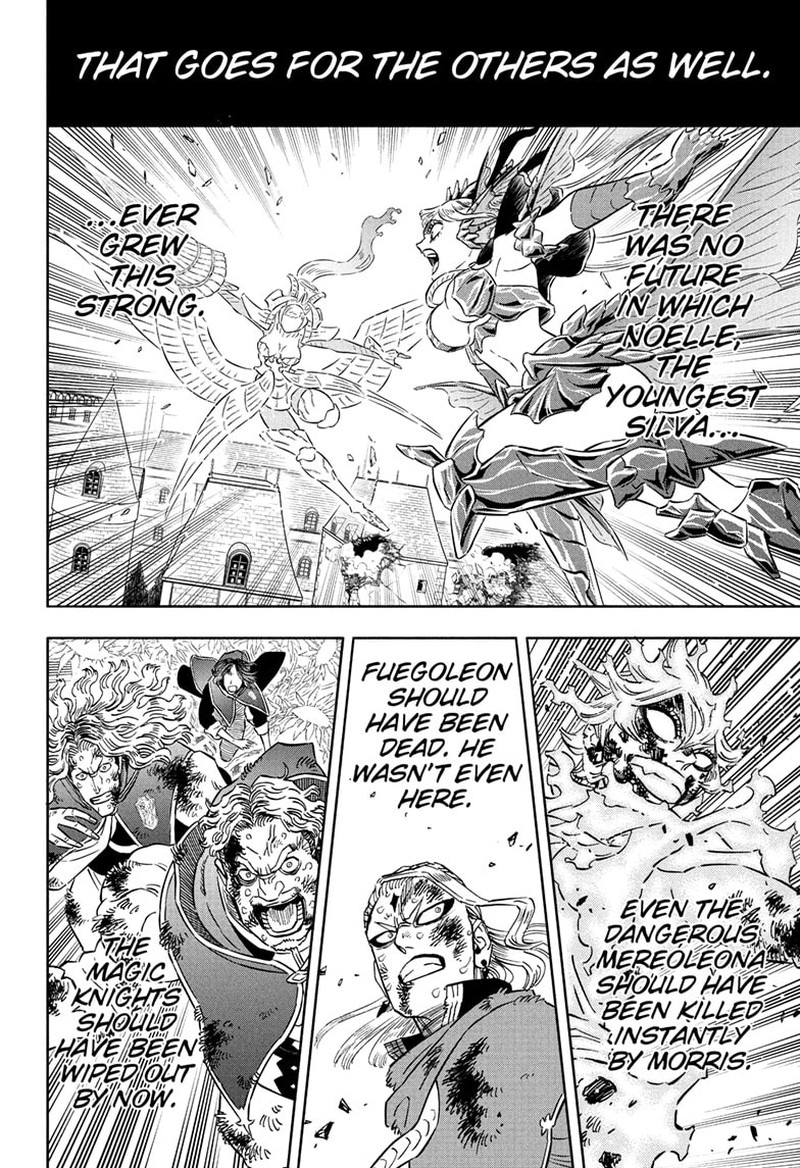 THAT GOES FOR THE OTHERS AS WELL.
THERE
WAS NO
FUTURE
IN WHICH
NOELLE,
THE
YOUNGEST
SILVA...
...EVER
GREW
THIS
STRONG.
EVEN THE
DANGEROUS
MEREOLEONA
SHOULD HAVE
BEEN KILLED
INSTANTLY
BY MORRIS.
FUEGOLEON
SHOULD
HAVE BEEN
DEAD. HE
WASN'T EVEN
HERE.
THE
MAGIC
KNIGHTS
SHOULD
HAVE BEEN
WIPED OUT
BY NOW.